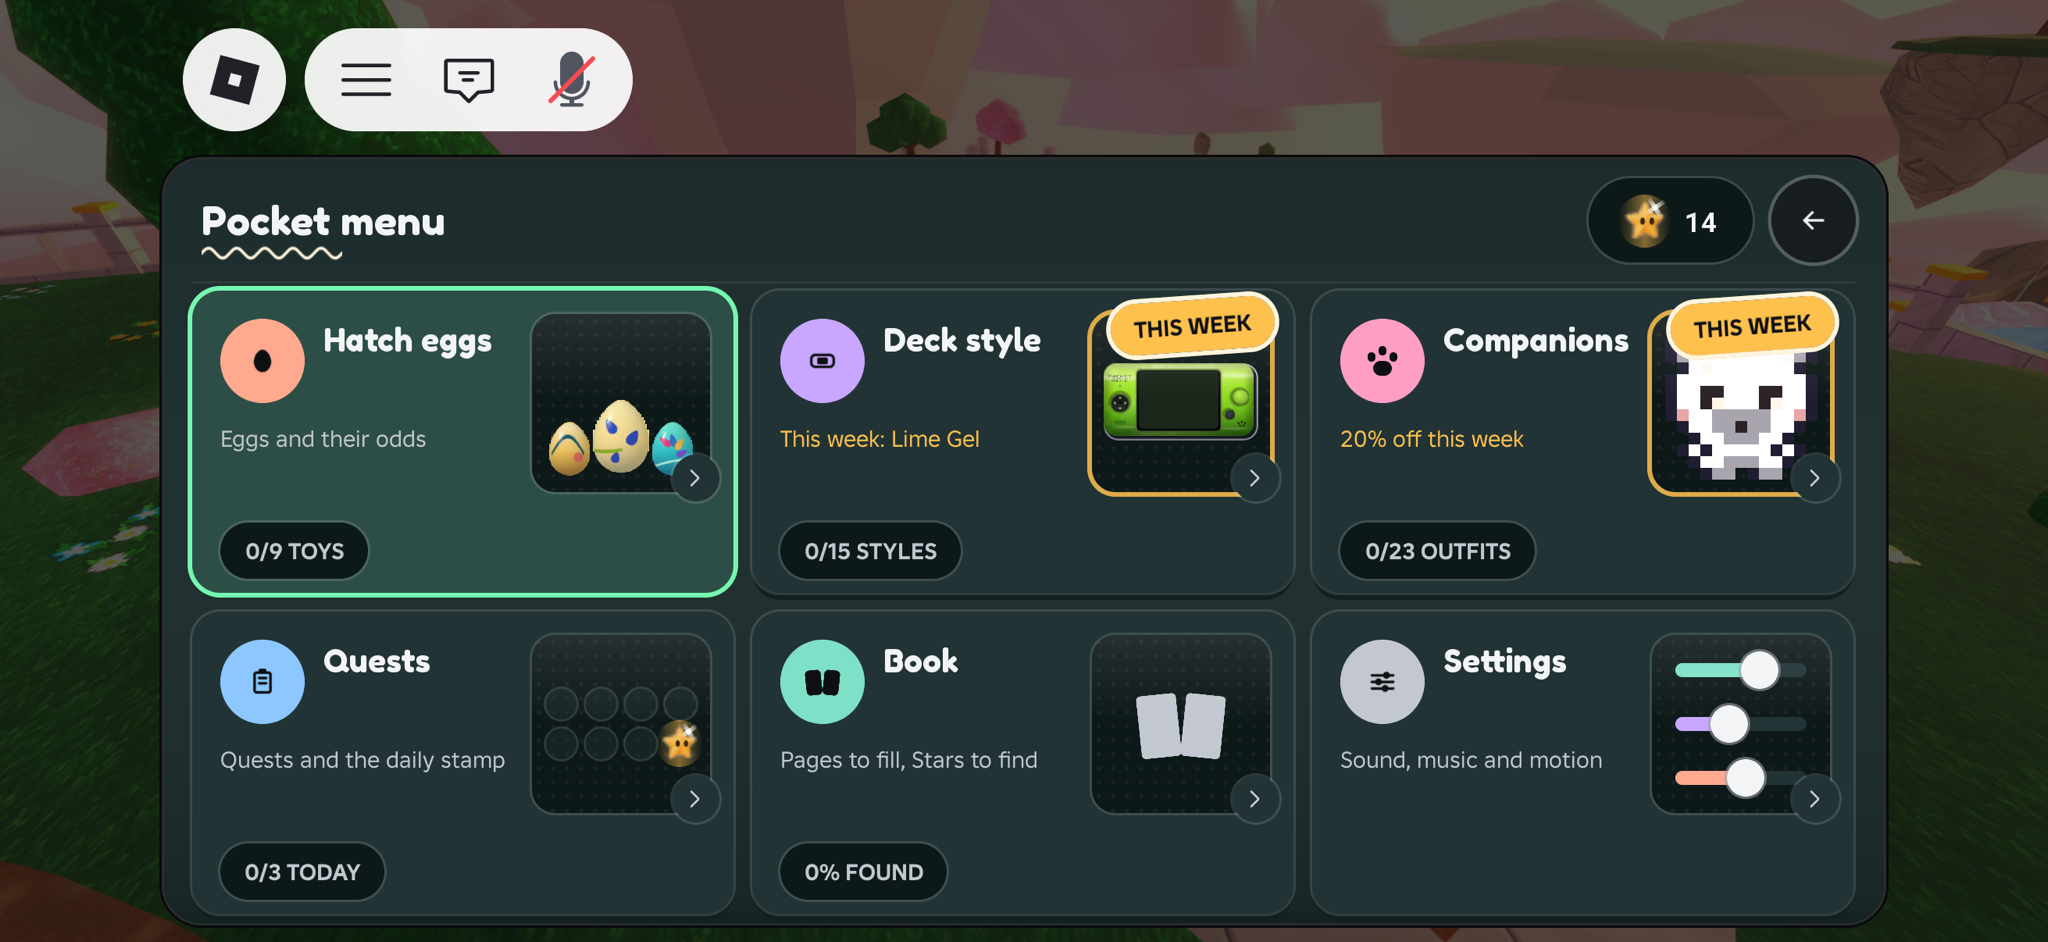 Pocket menu
14
Hatch eggs
Eggs and their odds
0/9 TOYS
Deck style
THIS WEEK
This week: Lime Gel
0/15 STYLES
Companions
THIS WEEK
20% off this week
0/23 OUTFITS
Quests
Quests and the daily stamp
0/3 TODAY
Book
Pages to fill, Stars to find
0% FOUND
Settings
Sound, music and motion